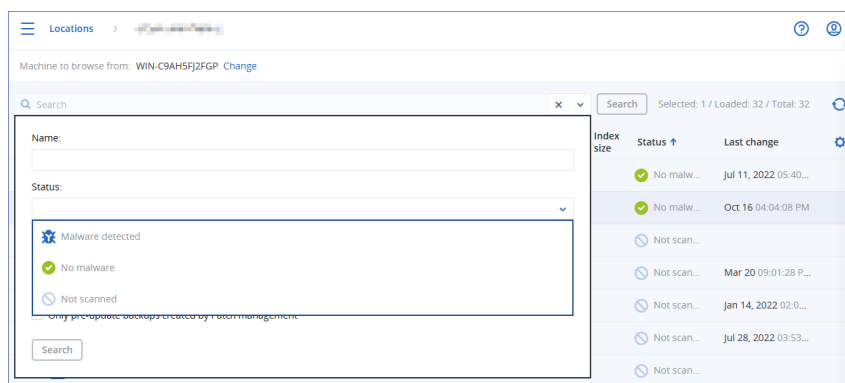 Locations >
Machine to browse from: WIN-C9AH5FJ2FGP Change
Search
Search
Selected: 1 / Loaded: 32 / Total: 32
Name:
Status:
Malware detected
No malware
Not scanned
Only pre-update backups created by Patch management
Search
Index size Status ↑ Last change
No malw... Jul 11, 2022 05:40...
No malw... Oct 16 04:04:08 PM
Not scan...
Not scan... Mar 20 09:01:28 P...
Not scan... Jan 14, 2022 02:0...
Not scan... Jul 28, 2022 03:53...
Not scan...